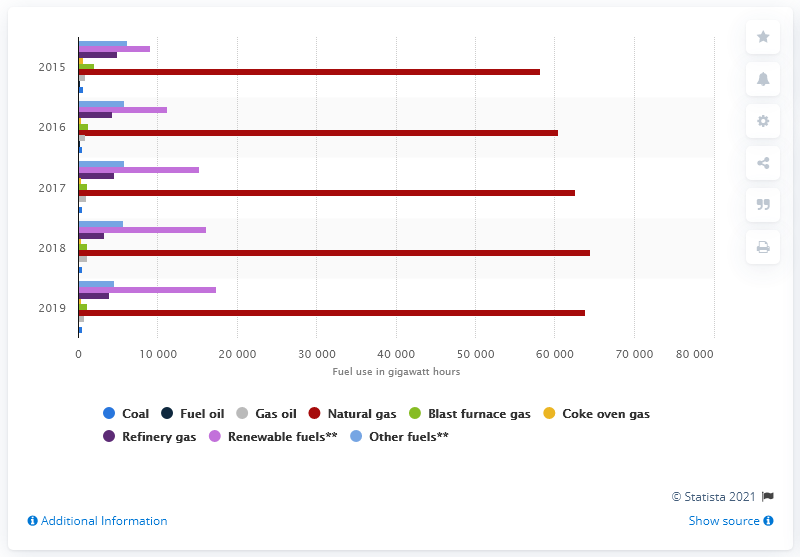 2015
2016
2017
2018
2019
0 10 000 20 000 30 000 40 000 50 000 60 000 70 000 80 000
Fuel use in gigawatt hours
Coal Fuel oil Gas oil Natural gas Blast furnace gas Coke oven gas
Refinery gas Renewable fuels** Other fuels**
© Statista 2021
Additional Information Show source